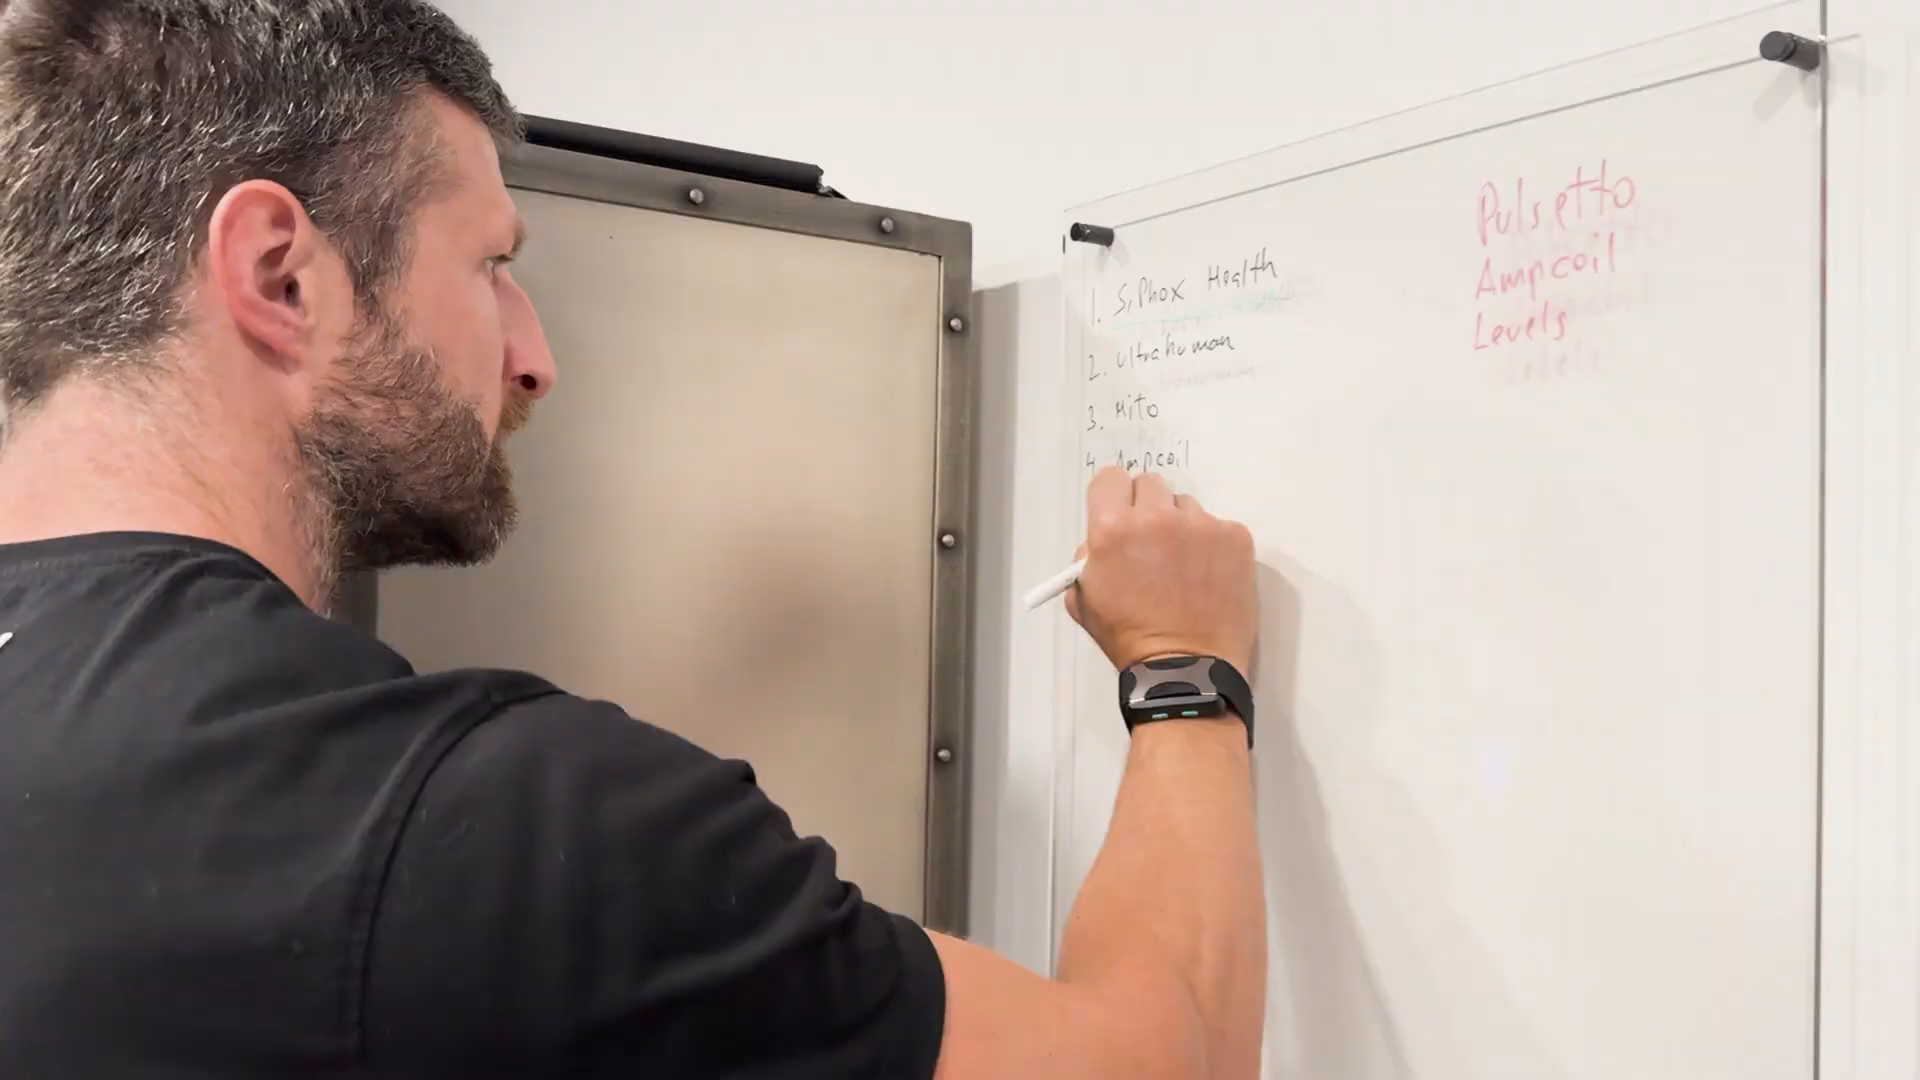 1. SiPhox Health
2. Ultrahuman
3. Mito
4. Ampcoil
Pulsetto
Ampcoil
Levels